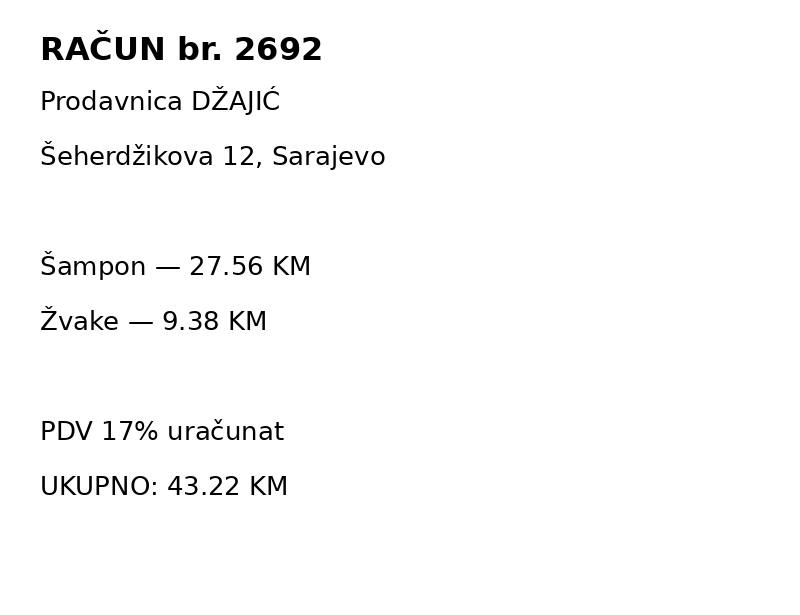 RAČUN br. 2692
Prodavnica DŽAJIĆ
Šeherdžikova 12, Sarajevo
Šampon — 27.56 KM
Žvake — 9.38 KM
PDV 17% uračunat
UKUPNO: 43.22 KM